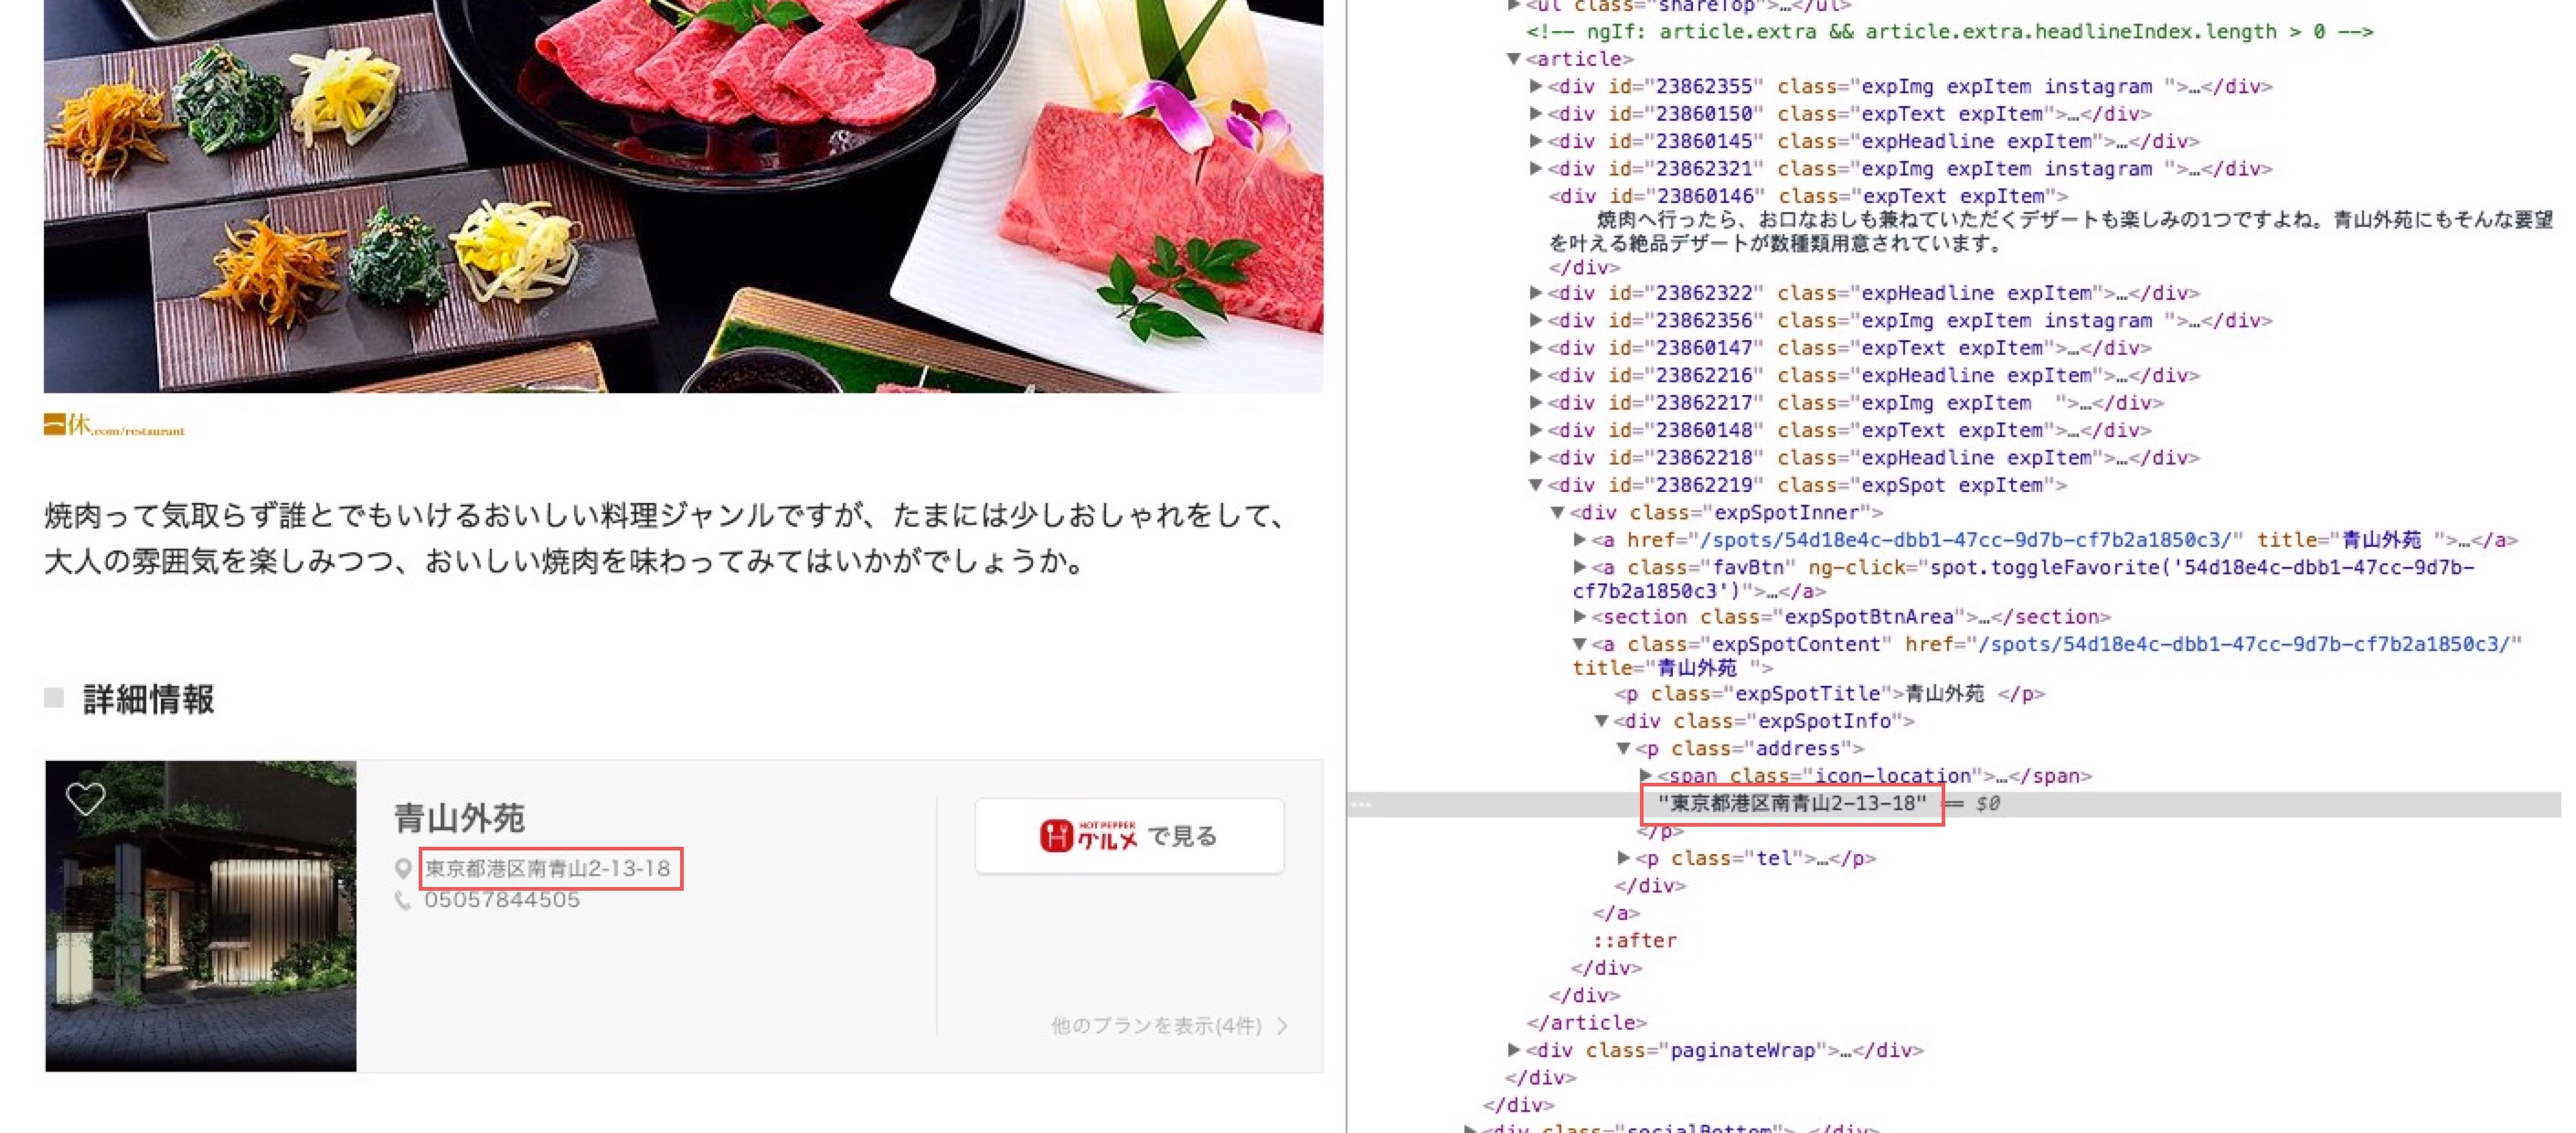 一休.com/restaurant
焼肉って気取らず誰とでもいけるおいしい料理ジャンルですが、たまには少しおしゃれをして、
大人の雰囲気を楽しみつつ、おいしい焼肉を味わってみてはいかがでしょうか。
詳細情報
青山外苑
東京都港区南青山2-13-18
05057844505
HOT PEPPER
グルメ で見る
他のプランを表示(4件)
▶<ul class="shareTop">…</ul>
<!-- ngIf: article.extra && article.extra.headlineIndex.length > 0 -->
▼<article>
▶<div id="23862355" class="expImg expItem instagram ">…</div>
▶<div id="23860150" class="expText expItem">…</div>
▶<div id="23860145" class="expHeadline expItem">…</div>
▶<div id="23862321" class="expImg expItem instagram ">…</div>
<div id="23860146" class="expText expItem">
焼肉へ行ったら、お口なおしも兼ねていただくデザートも楽しみの1つですよね。青山外苑にもそんな要望
を叶える絶品デザートが数種類用意されています。
</div>
▶<div id="23862322" class="expHeadline expItem">…</div>
▶<div id="23862356" class="expImg expItem instagram ">…</div>
▶<div id="23860147" class="expText expItem">…</div>
▶<div id="23862216" class="expHeadline expItem">…</div>
▶<div id="23862217" class="expImg expItem  ">…</div>
▶<div id="23860148" class="expText expItem">…</div>
▶<div id="23862218" class="expHeadline expItem">…</div>
▼<div id="23862219" class="expSpot expItem">
▼<div class="expSpotInner">
▶<a href="/spots/54d18e4c-dbb1-47cc-9d7b-cf7b2a1850c3/" title="青山外苑 ">…</a>
▶<a class="favBtn" ng-click="spot.toggleFavorite('54d18e4c-dbb1-47cc-9d7b-
cf7b2a1850c3')">…</a>
▶<section class="expSpotBtnArea">…</section>
▼<a class="expSpotContent" href="/spots/54d18e4c-dbb1-47cc-9d7b-cf7b2a1850c3/"
title="青山外苑 ">
<p class="expSpotTitle">青山外苑 </p>
▼<div class="expSpotInfo">
▼<p class="address">
▶<span class="icon-location">…</span>
"東京都港区南青山2-13-18" == $0
</p>
▶<p class="tel">…</p>
</div>
</a>
::after
</div>
</div>
</article>
▶<div class="paginateWrap">…</div>
</div>
</div>
▶<div class="socialBottom">…</div>